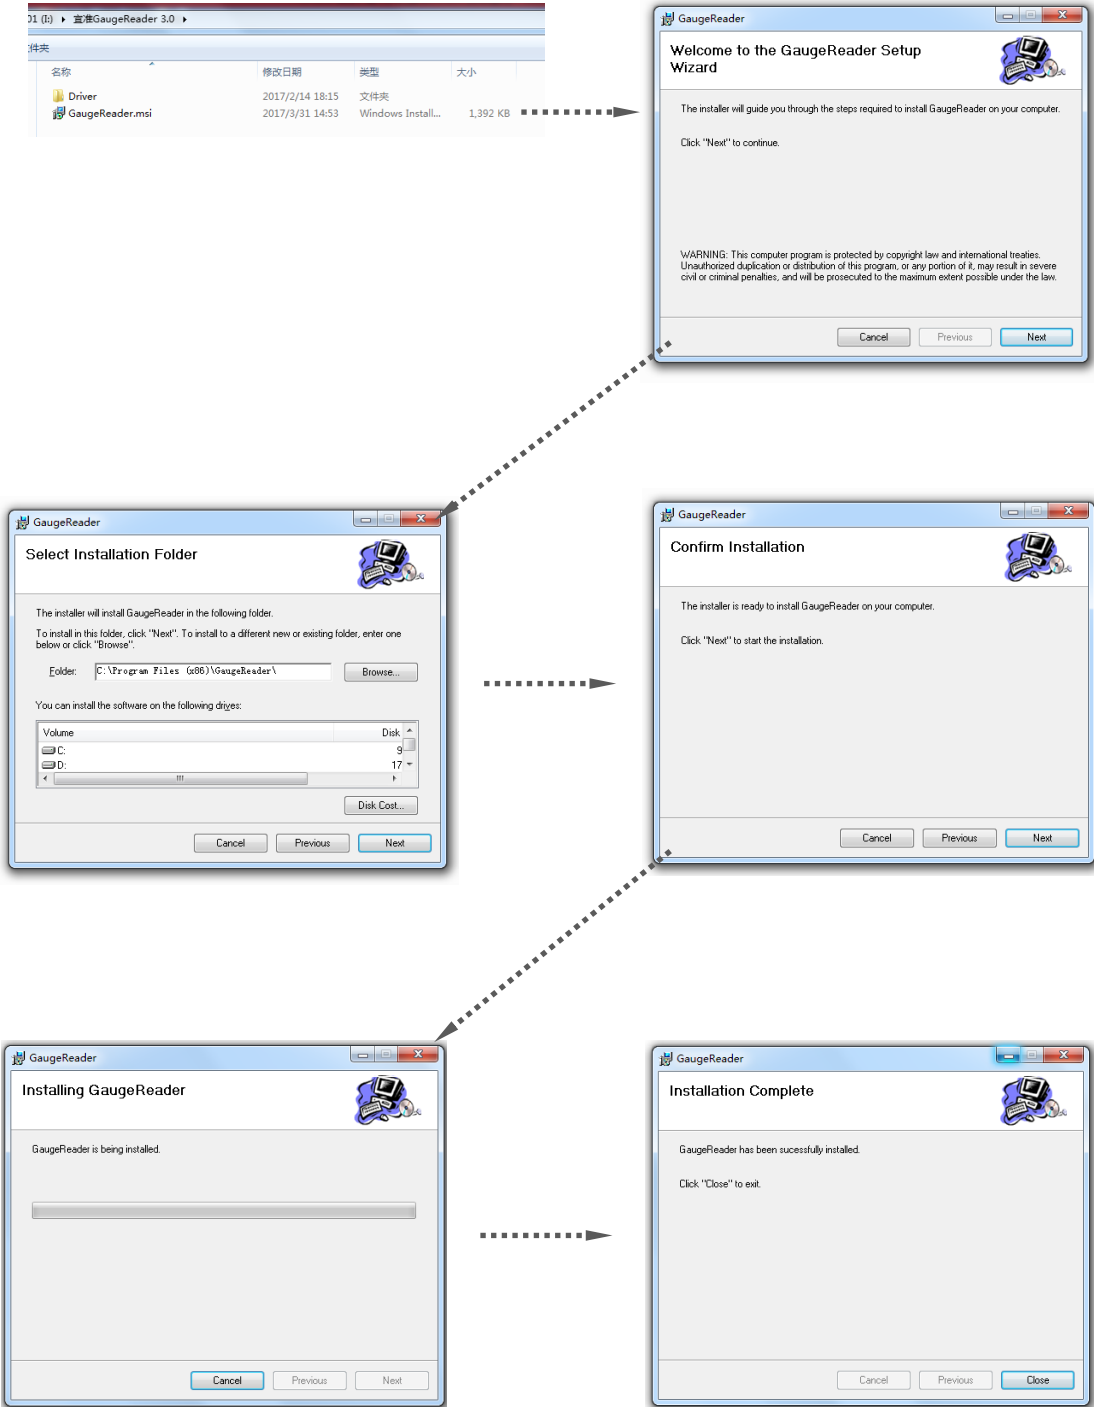 01 (I:) ▸ 宜准GaugeReader 3.0 ▸
件夹
名称 修改日期 类型 大小
Driver 2017/2/14 18:15 文件夹
GaugeReader.msi 2017/3/31 14:53 Windows Install... 1,392 KB
GaugeReader
Welcome to the GaugeReader Setup
Wizard
The installer will guide you through the steps required to install GaugeReader on your computer.
Click "Next" to continue.
WARNING: This computer program is protected by copyright law and international treaties.
Unauthorized duplication or distribution of this program, or any portion of it, may result in severe
civil or criminal penalties, and will be prosecuted to the maximum extent possible under the law.
Cancel Previous Next
GaugeReader
Select Installation Folder
The installer will install GaugeReader in the following folder.
To install in this folder, click "Next". To install to a different new or existing folder, enter one
below or click "Browse".
Folder: C:\Program Files (x86)\GaugeReader\ Browse...
You can install the software on the following drives:
Volume Disk
C: 9
D: 17
Disk Cost...
Cancel Previous Next
GaugeReader
Confirm Installation
The installer is ready to install GaugeReader on your computer.
Click "Next" to start the installation.
Cancel Previous Next
GaugeReader
Installing GaugeReader
GaugeReader is being installed.
Cancel Previous Next
GaugeReader
Installation Complete
GaugeReader has been sucessfully installed.
Click "Close" to exit.
Cancel Previous Close